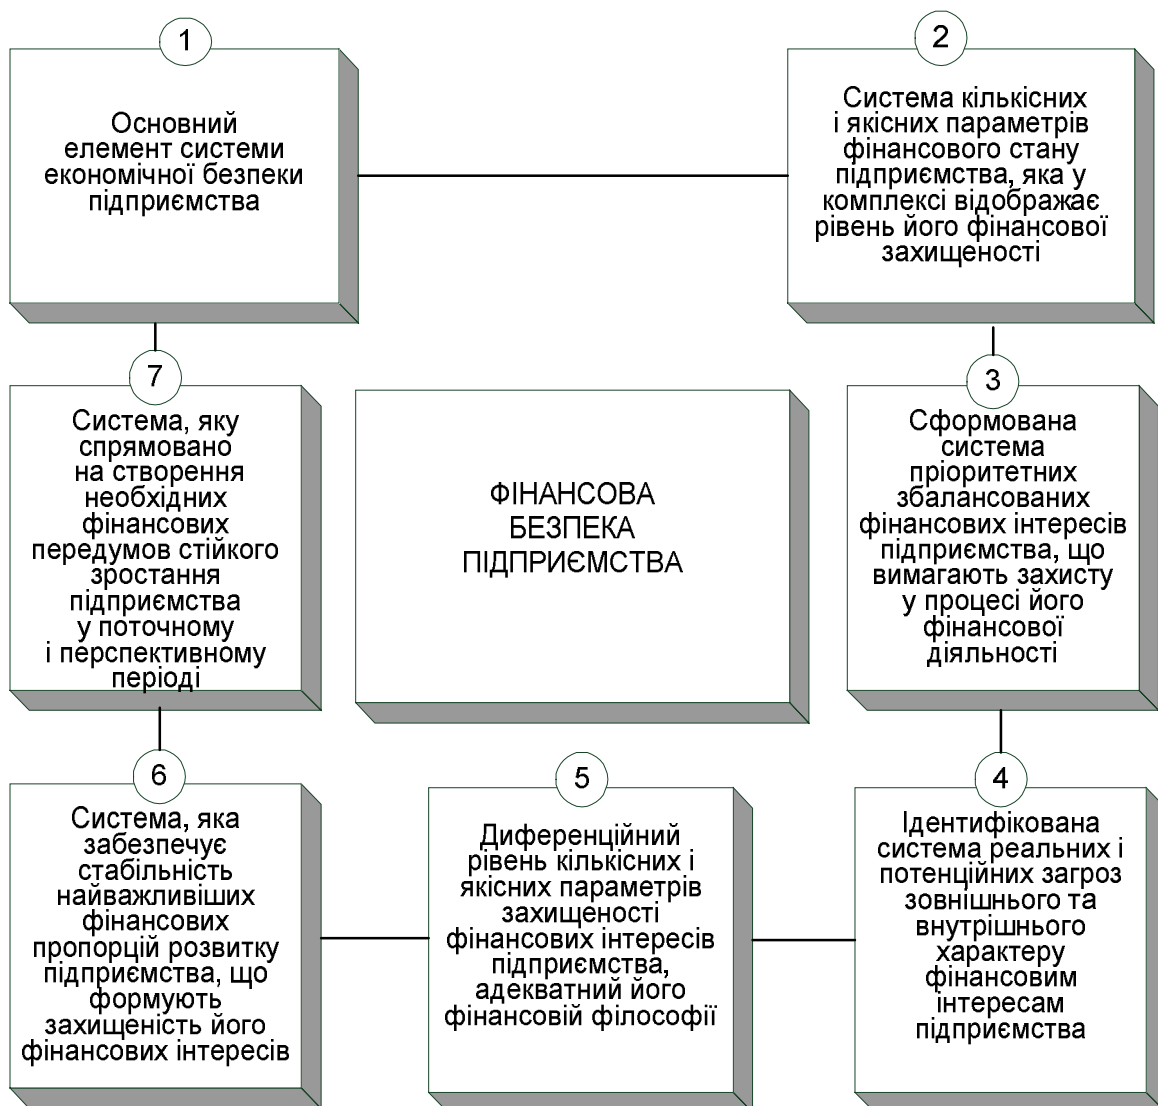 1
Основний
елемент системи
економічної безпеки
підприємства
2
Система кількісних
і якісних параметрів
фінансового стану
підприємства, яка у
комплексі відображає
рівень його фінансової
захищеності
7
Система, яку
спрямовано
на створення
необхідних
фінансових
передумов стійкого
зростання
підприємства
у поточному
і перспективному
періоді
ФІНАНСОВА
БЕЗПЕКА
ПІДПРИЄМСТВА
3
Сформована
система
пріоритетних
збалансованих
фінансових інтересів
підприємства, що
вимагають захисту
у процесі його
фінансової
діяльності
6
Система, яка
забезпечує
стабільність
найважливіших
фінансових
пропорцій розвитку
підприємства, що
формують
захищеність його
фінансових інтересів
5
Диференційний
рівень кількісних і
якісних параметрів
захищеності
фінансових інтересів
підприємства,
адекватний його
фінансовій філософії
4
Ідентифікована
система реальних і
потенційних загроз
зовнішнього та
внутрішнього
характеру
фінансовим
інтересам
підприємства